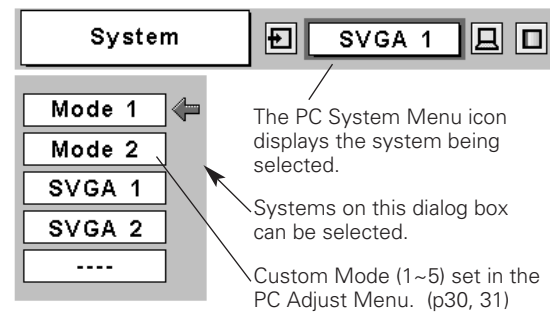 System
SVGA 1
Mode 1
Mode 2
SVGA 1
SVGA 2
----
The PC System Menu icon
displays the system being
selected.
Systems on this dialog box
can be selected.
Custom Mode (1~5) set in the
PC Adjust Menu. (p30, 31)